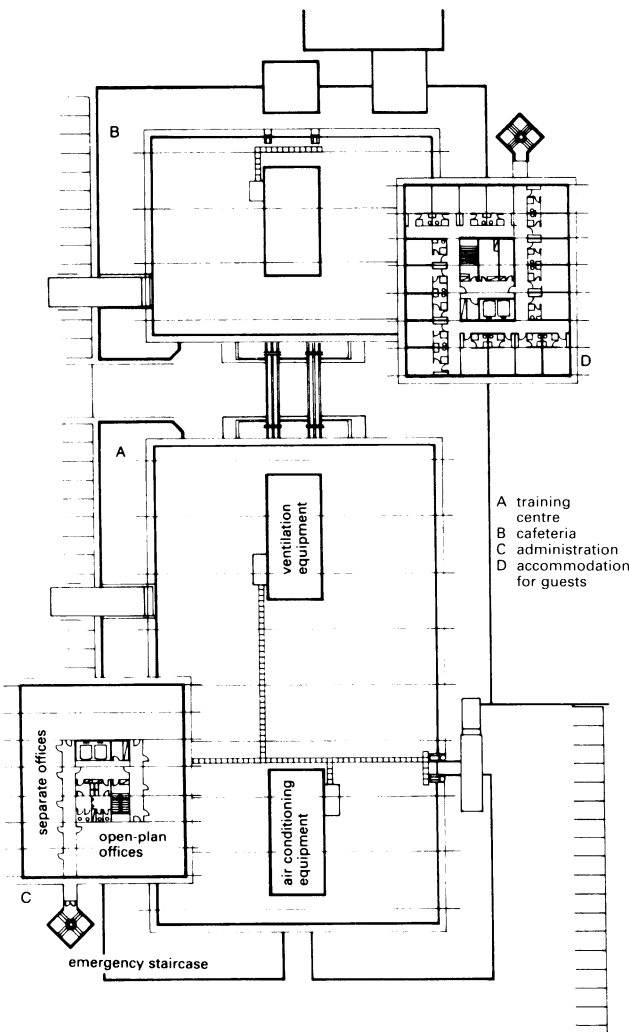 B
D
A
ventilation
equipment
A training
centre
B cafeteria
C administration
D accommodation
for guests
separate offices
open-plan
offices
air conditioning
equipment
C
emergency staircase